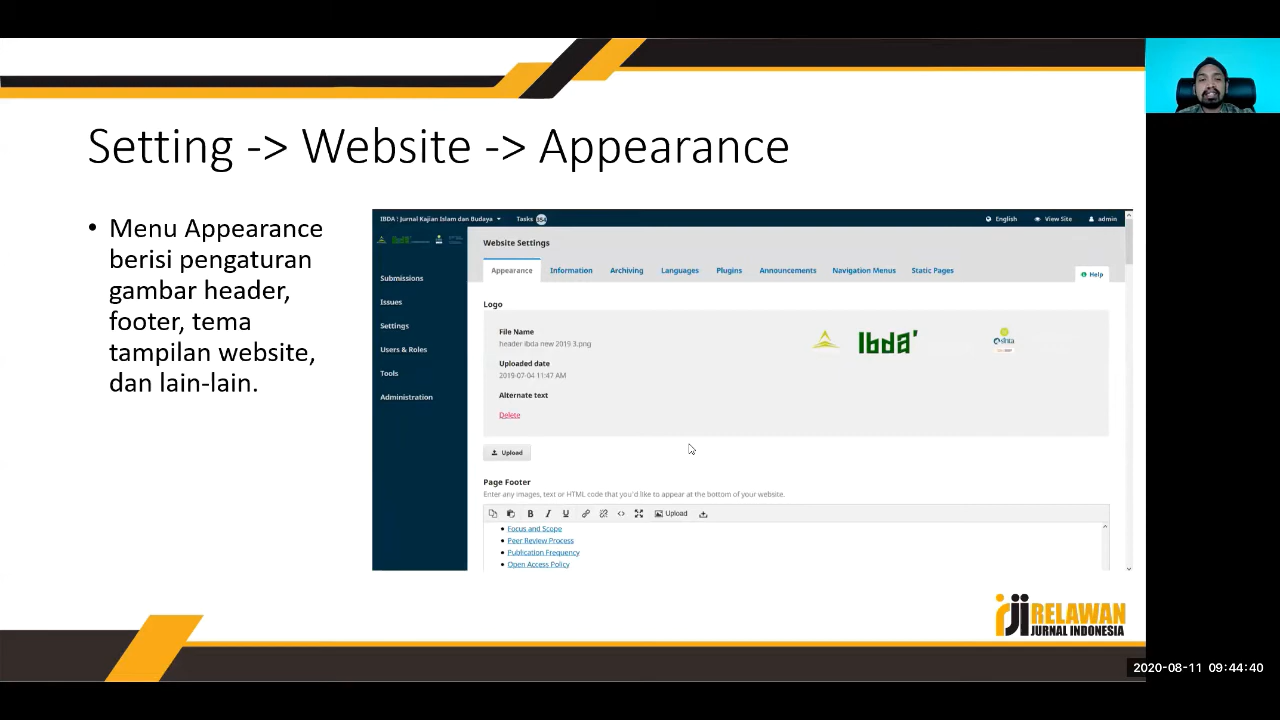 Setting -> Website -> Appearance
• Menu Appearance
berisi pengaturan
gambar header,
footer, tema
tampilan website,
dan lain-lain.
IBDA : Jurnal Kajian Islam dan Budaya
Tasks
English
View Site
admin
Ibda'
Submissions
Issues
Settings
Users & Roles
Tools
Administration
Website Settings
Appearance
Information
Archiving
Languages
Plugins
Announcements
Navigation Menus
Static Pages
Help
Logo
File Name
header ibda new 2019 3.png
Uploaded date
2019-07-04 11:47 AM
Alternate text
Delete
Ibda'
Upload
Page Footer
Enter any images, text or HTML code that you'd like to appear at the bottom of your website.
B I U Upload
• Focus and Scope
• Peer Review Process
• Publication Frequency
• Open Access Policy
rji RELAWAN
JURNAL INDONESIA
2020-08-11 09:44:40